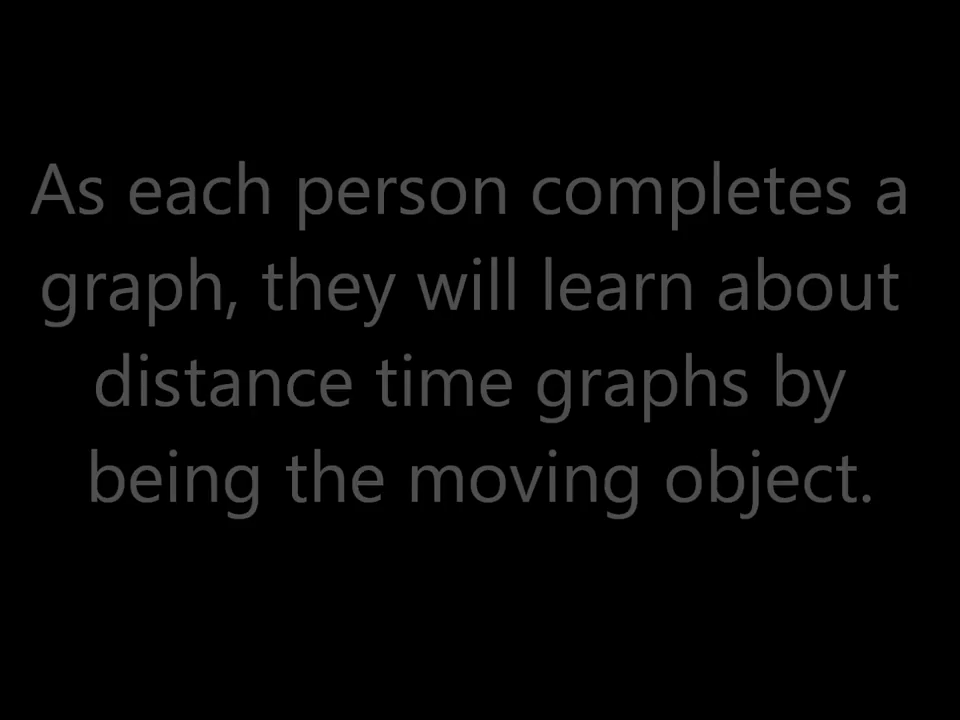 As each person completes a
graph, they will learn about
distance time graphs by
being the moving object.